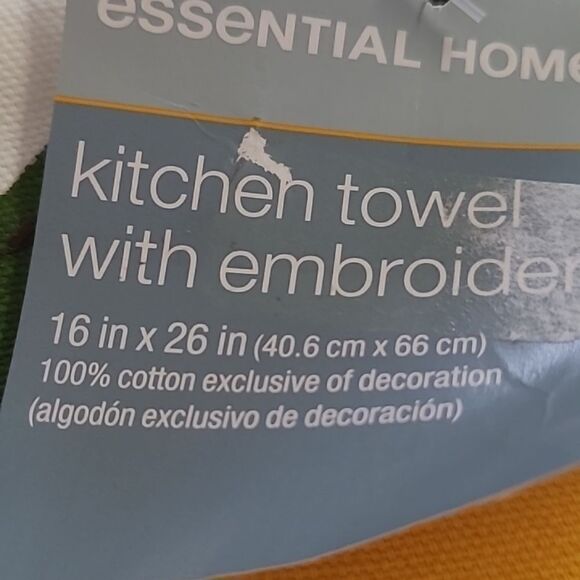 essential home
kitchen towel
with embroider
16 in x 26 in (40.6 cm x 66 cm)
100% cotton exclusive of decoration
(algodón exclusivo de decoración)